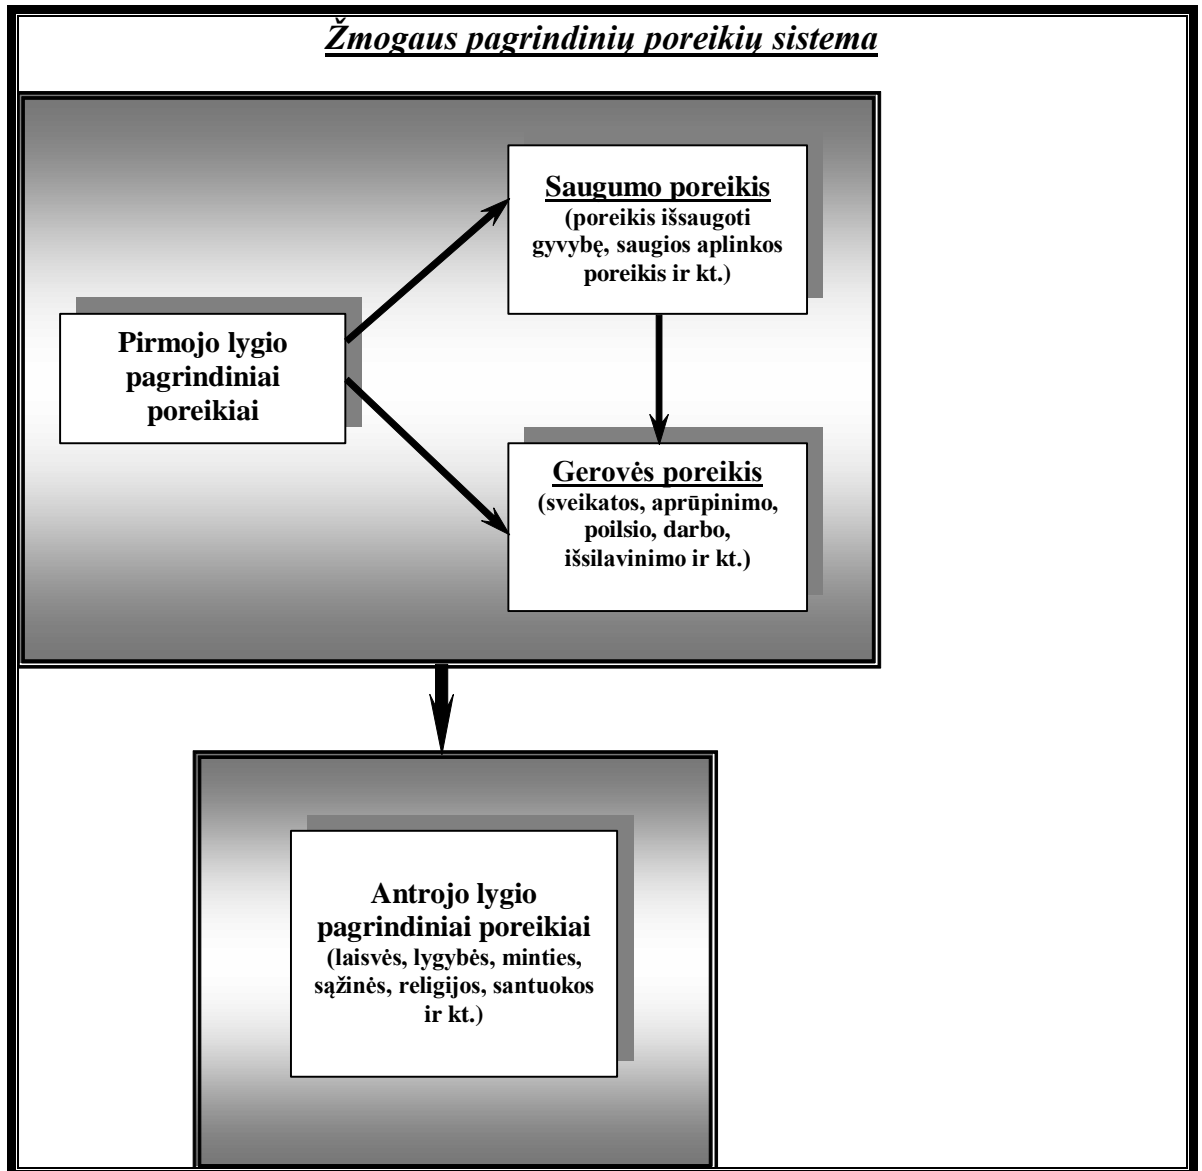 Žmogaus pagrindinių poreikių sistema
Saugumo poreikis
(poreikis išsaugoti
gyvybę, saugios aplinkos
poreikis ir kt.)
Pirmojo lygio
pagrindiniai
poreikiai
Gerovės poreikis
(sveikatos, aprūpinimo,
poilsio, darbo,
išsilavinimo ir kt.)
Antrojo lygio
pagrindiniai poreikiai
(laisvės, lygybės, minties,
sąžinės, religijos, santuokos
ir kt.)